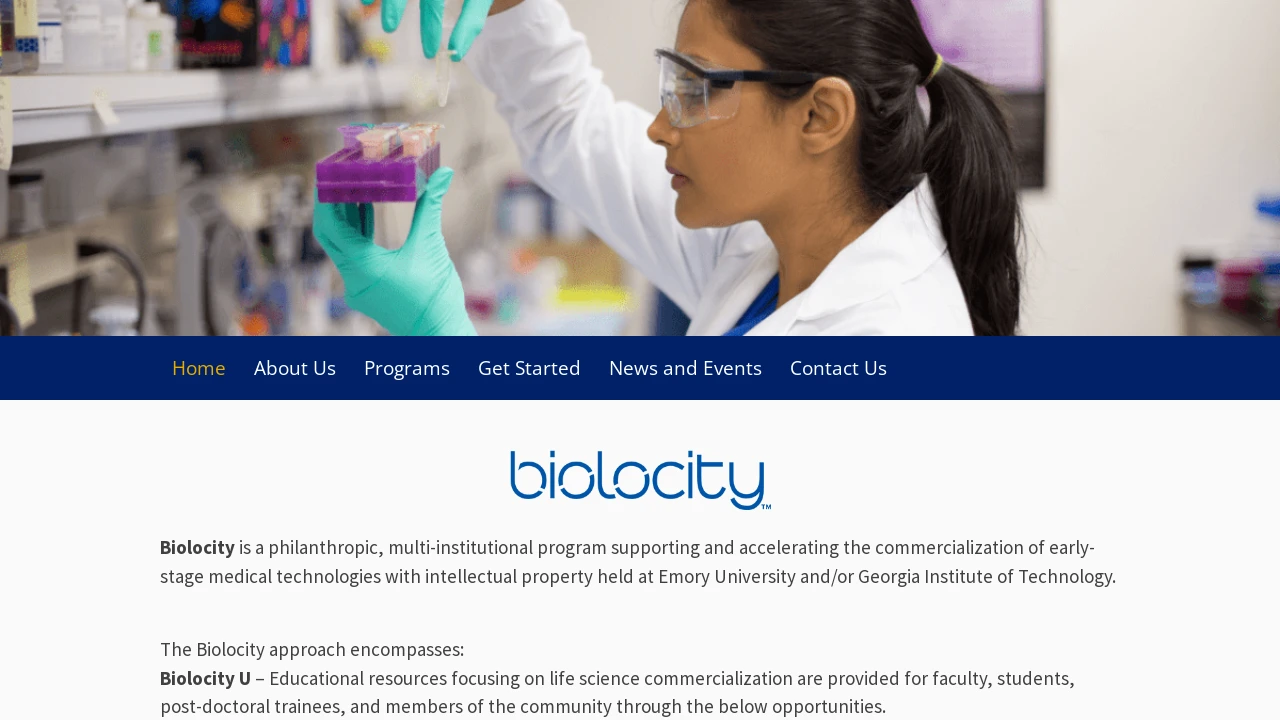 Home About Us Programs Get Started News and Events Contact Us
biolocity™
Biolocity is a philanthropic, multi-institutional program supporting and accelerating the commercialization of early-
stage medical technologies with intellectual property held at Emory University and/or Georgia Institute of Technology.
The Biolocity approach encompasses:
Biolocity U – Educational resources focusing on life science commercialization are provided for faculty, students,
post-doctoral trainees, and members of the community through the below opportunities.